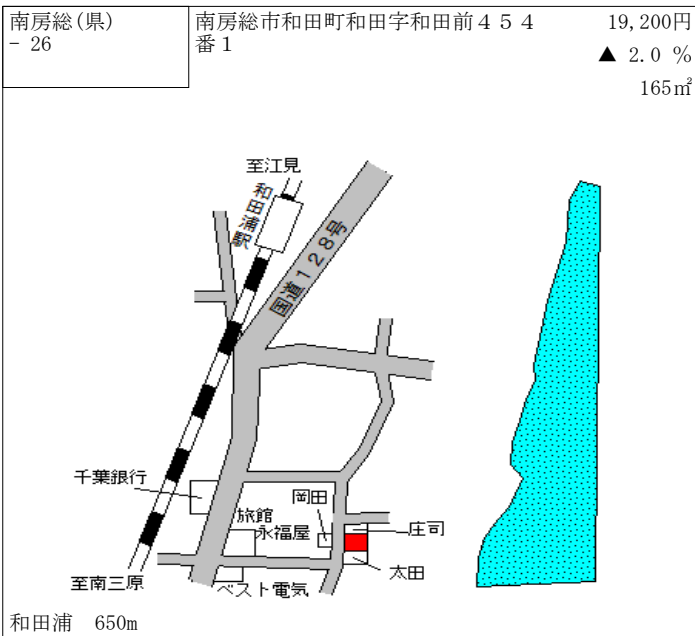 南房総(県)
- 26
南房総市和田町和田字和田前４５４
番１
19,200円
▲ 2.0 %
165㎡
至江見
和田浦駅
国道１２８号
千葉銀行
岡田
旅館
永福屋
庄司
太田
至南三原
ベスト電気
和田浦　650m